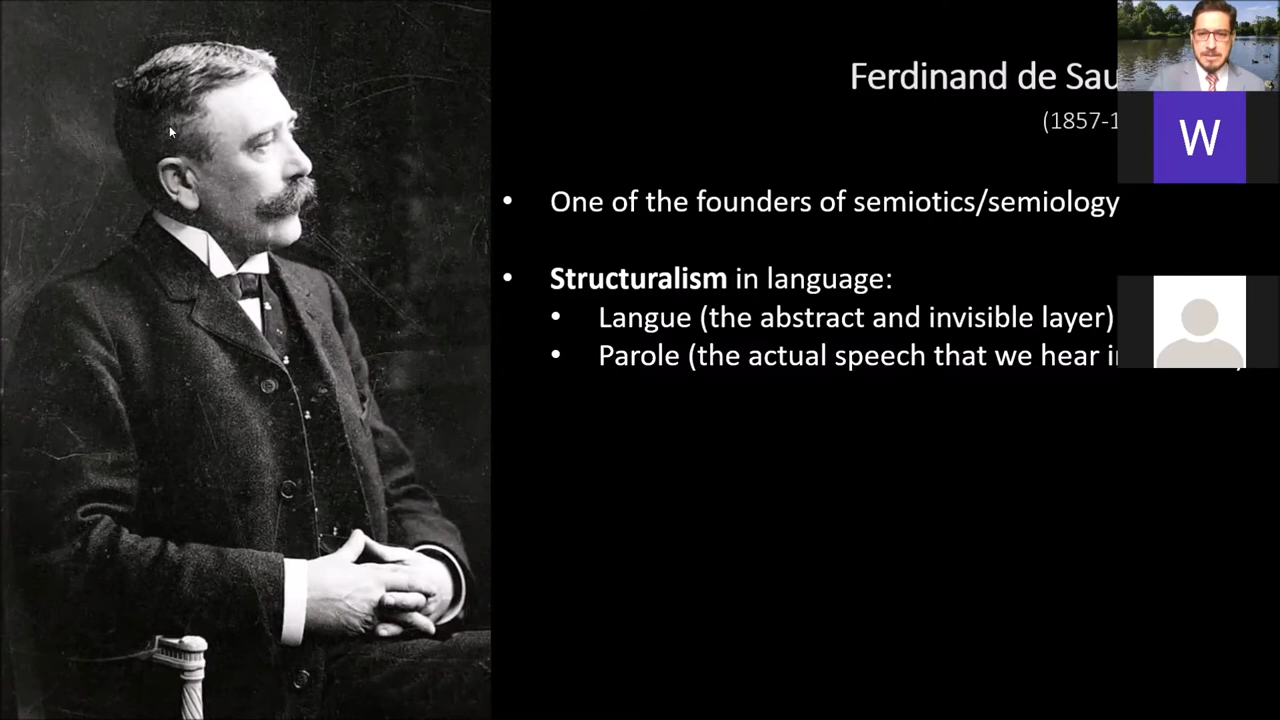 Ferdinand de Sau
(1857-1
W
• One of the founders of semiotics/semiology
• Structuralism in language:
• Langue (the abstract and invisible layer)
• Parole (the actual speech that we hear